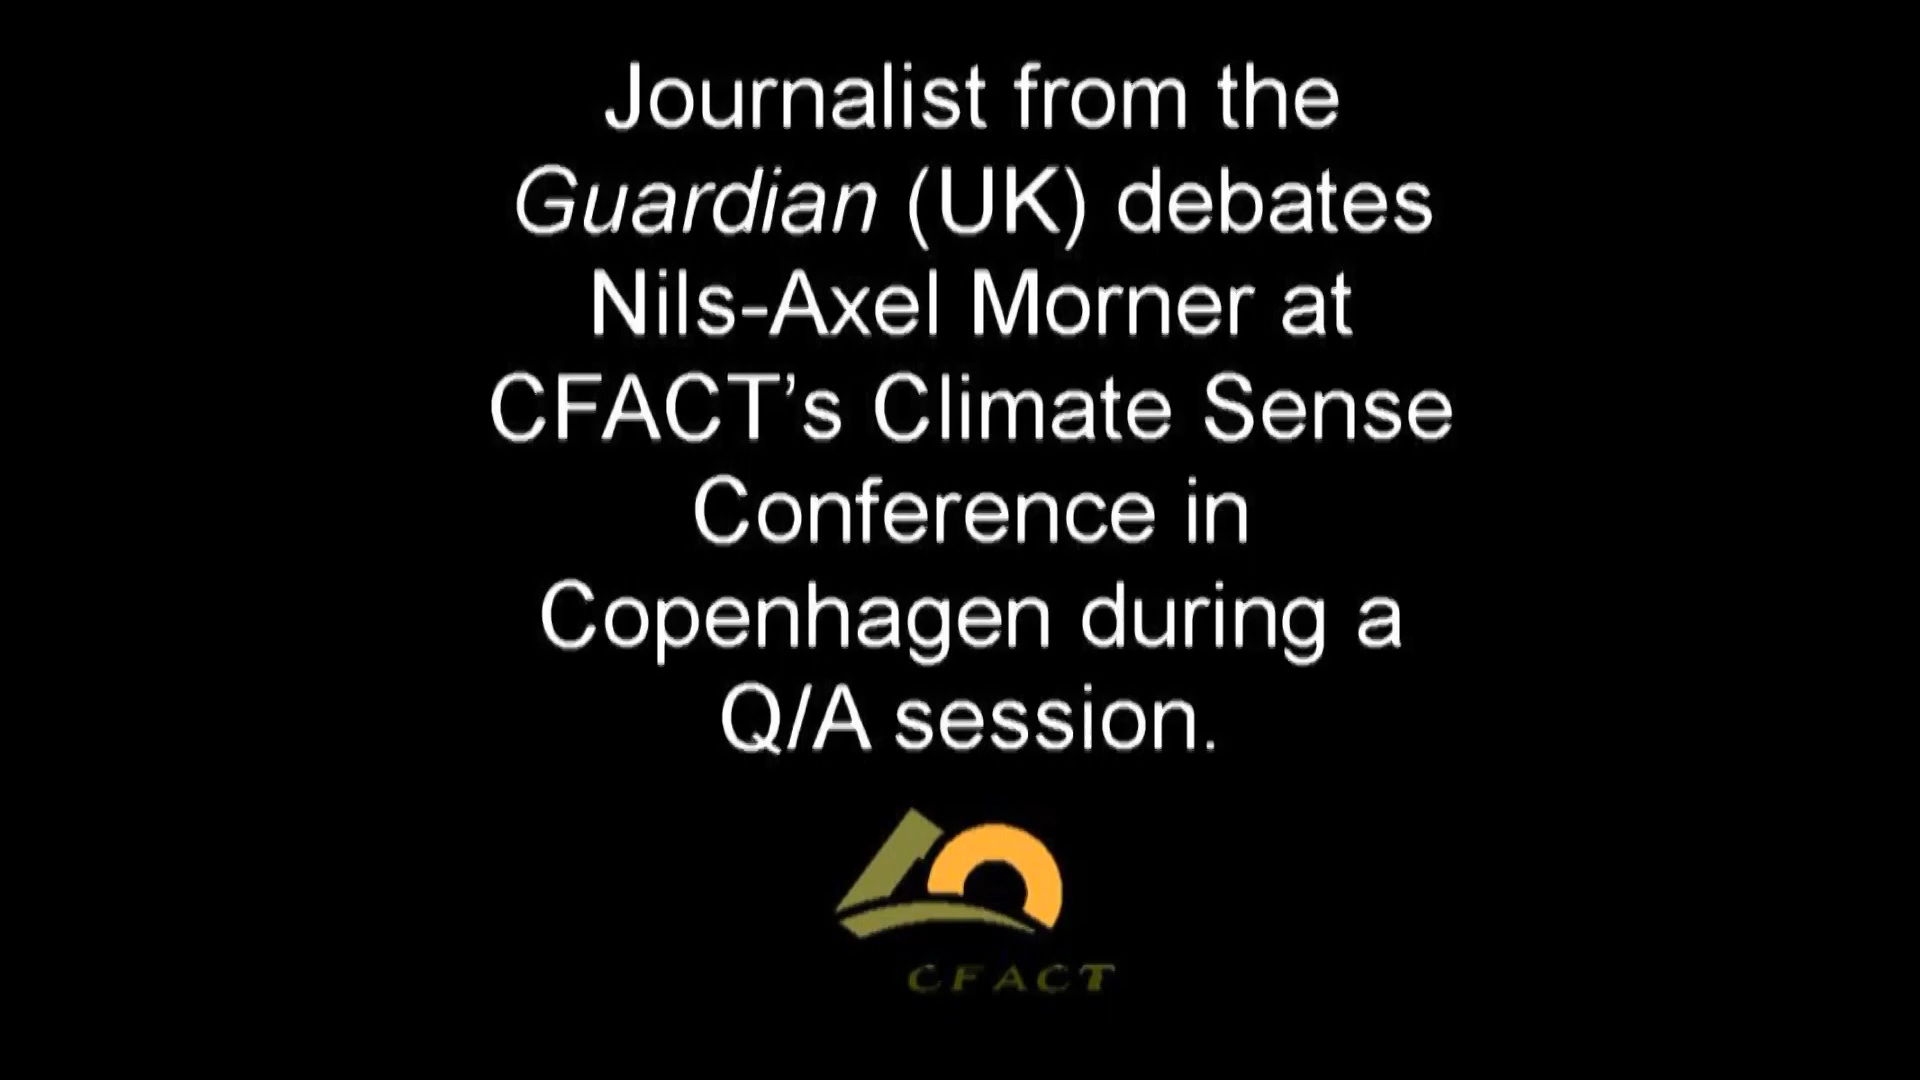 Journalist from the
Guardian (UK) debates
Nils-Axel Morner at
CFACT’s Climate Sense
Conference in
Copenhagen during a
Q/A session.
CFACT